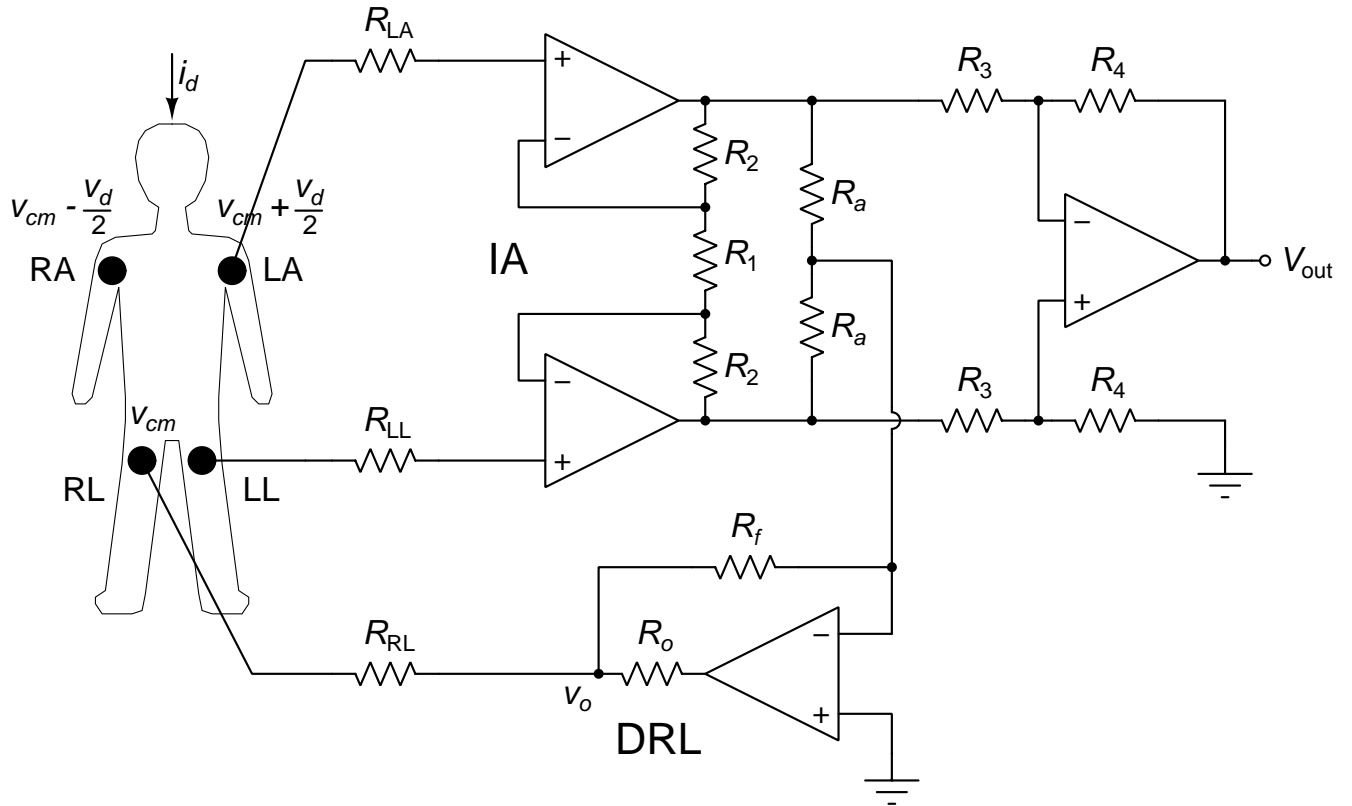 R_LA
i_d
+
−
R_2
R_3
R_4
v_cm - v_d/2
v_cm + v_d/2
R_a
−
RA
LA
IA
R_1
V_out
+
R_a
v_cm
R_LL
−
R_2
R_3
R_4
+
RL
LL
R_f
R_RL
R_o
−
v_o
+
DRL